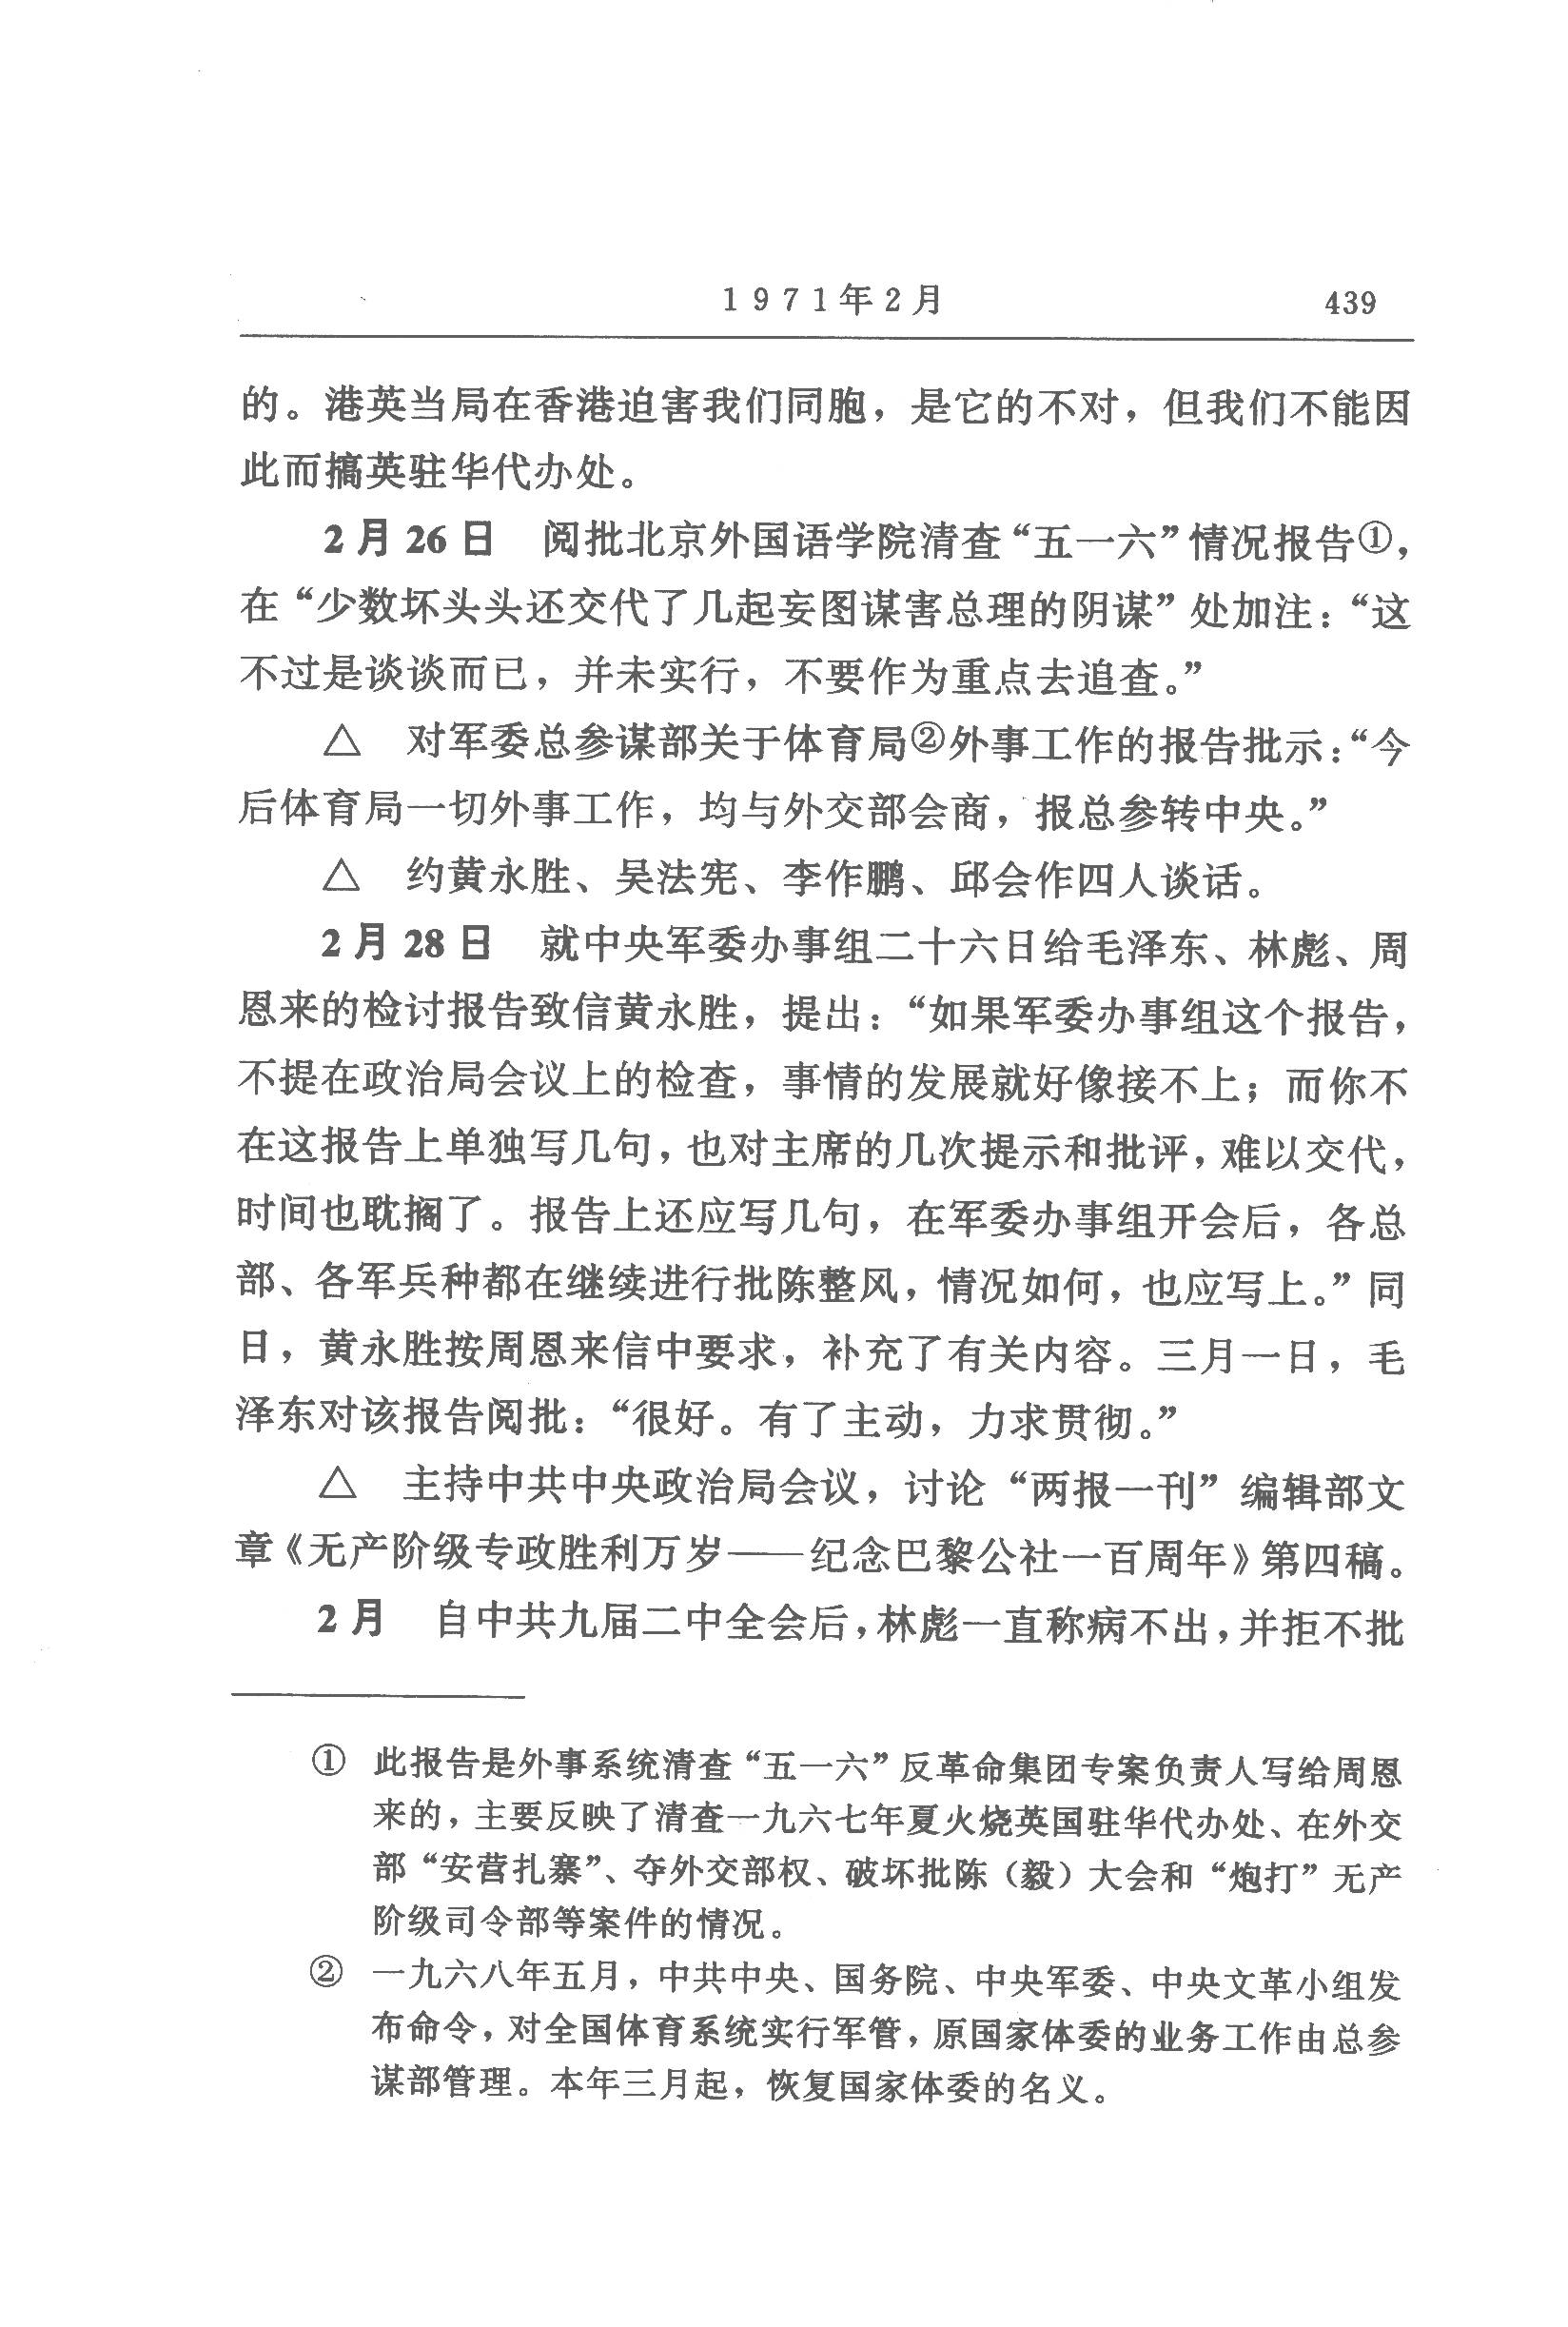 1971年2月 439
的。港英当局在香港迫害我们同胞，是它的不对，但我们不能因
此而搞英驻华代办处。
2月26日 阅批北京外国语学院清查“五一六”情况报告①，
在“少数坏头头还交代了几起妄图谋害总理的阴谋”处加注：“这
不过是谈谈而已，并未实行，不要作为重点去追查。”
△ 对军委总参谋部关于体育局②外事工作的报告批示：“今
后体育局一切外事工作，均与外交部会商，报总参转中央。”
△ 约黄永胜、吴法宪、李作鹏、邱会作四人谈话。
2月28日 就中央军委办事组二十六日给毛泽东、林彪、周
恩来的检讨报告致信黄永胜，提出：“如果军委办事组这个报告，
不提在政治局会议上的检查，事情的发展就好像接不上；而你不
在这报告上单独写几句，也对主席的几次提示和批评，难以交代，
时间也耽搁了。报告上还应写几句，在军委办事组开会后，各总
部、各军兵种都在继续进行批陈整风，情况如何，也应写上。”同
日，黄永胜按周恩来信中要求，补充了有关内容。三月一日，毛
泽东对该报告阅批：“很好。有了主动，力求贯彻。”
△ 主持中共中央政治局会议，讨论“两报一刊”编辑部文
章《无产阶级专政胜利万岁——纪念巴黎公社一百周年》第四稿。
2月 自中共九届二中全会后，林彪一直称病不出，并拒不批
① 此报告是外事系统清查“五一六”反革命集团专案负责人写给周恩
来的，主要反映了清查一九六七年夏火烧英国驻华代办处、在外交
部“安营扎寨”、夺外交部权、破坏批陈（毅）大会和“炮打”无产
阶级司令部等案件的情况。
② 一九六八年五月，中共中央、国务院、中央军委、中央文革小组发
布命令，对全国体育系统实行军管，原国家体委的业务工作由总参
谋部管理。本年三月起，恢复国家体委的名义。